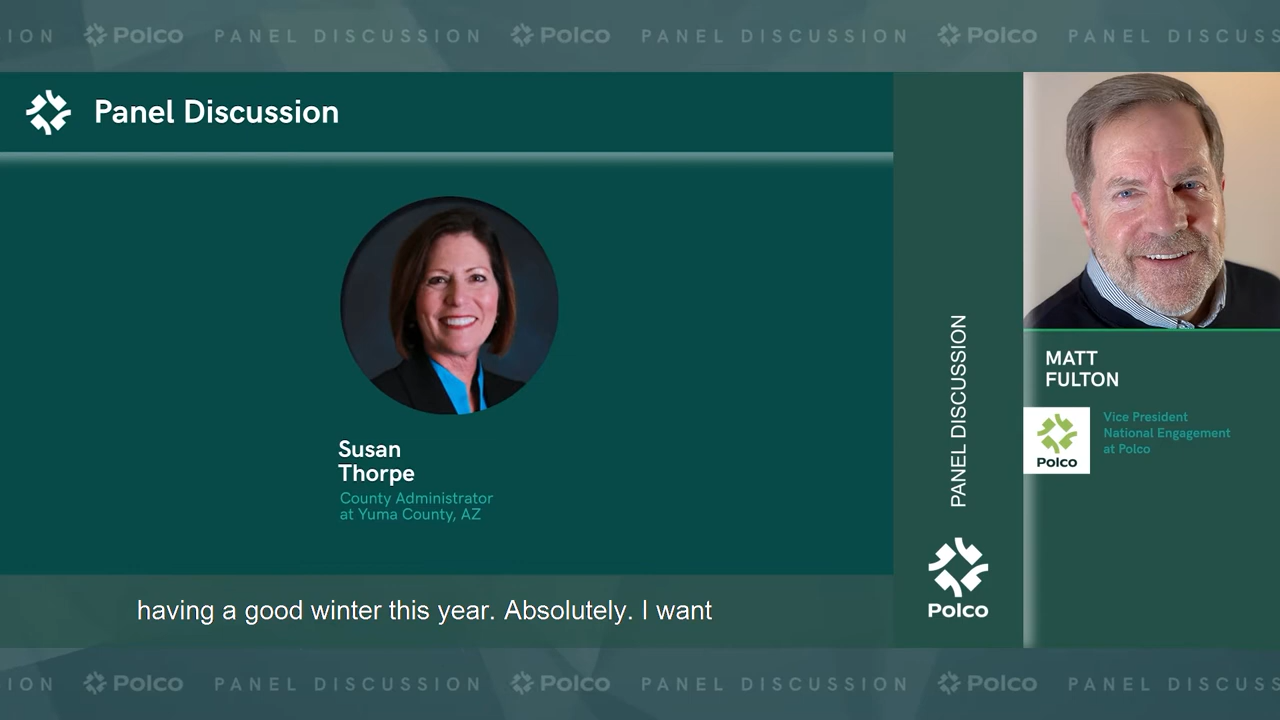 ION Polco PANEL DISCUSSION Polco PANEL DISCUSSION Polco PANEL DISCUSS
Panel Discussion
Susan
Thorpe
County Administrator
at Yuma County, AZ
having a good winter this year. Absolutely. I want
PANEL DISCUSSION
Polco
MATT
FULTON
Polco
Vice President
National Engagement
at Polco
ION Polco PANEL DISCUSSION Polco PANEL DISCUSSION Polco PANEL DISCUSS